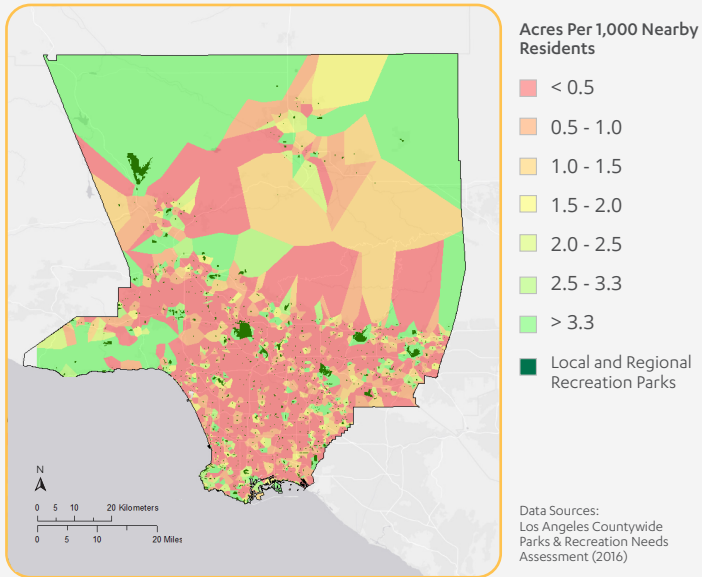 Acres Per 1,000 Nearby
Residents
< 0.5
0.5 - 1.0
1.0 - 1.5
1.5 - 2.0
2.0 - 2.5
2.5 - 3.3
> 3.3
Local and Regional
Recreation Parks
N
0 5 10 20 Kilometers
0 5 10 20 Miles
Data Sources:
Los Angeles Countywide
Parks & Recreation Needs
Assessment (2016)